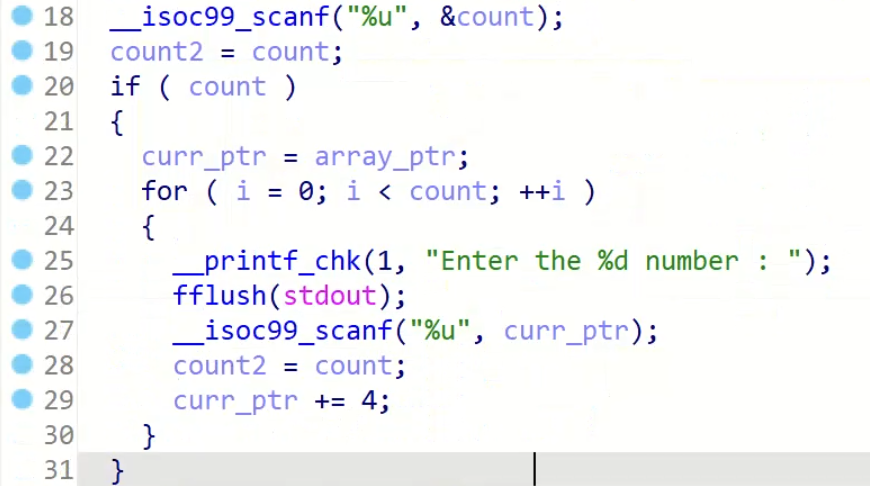 18 __isoc99_scanf("%u", &count);
19 count2 = count;
20 if ( count )
21 {
22 curr_ptr = array_ptr;
23 for ( i = 0; i < count; ++i )
24 {
25 __printf_chk(1, "Enter the %d number : ");
26 fflush(stdout);
27 __isoc99_scanf("%u", curr_ptr);
28 count2 = count;
29 curr_ptr += 4;
30 }
31 }